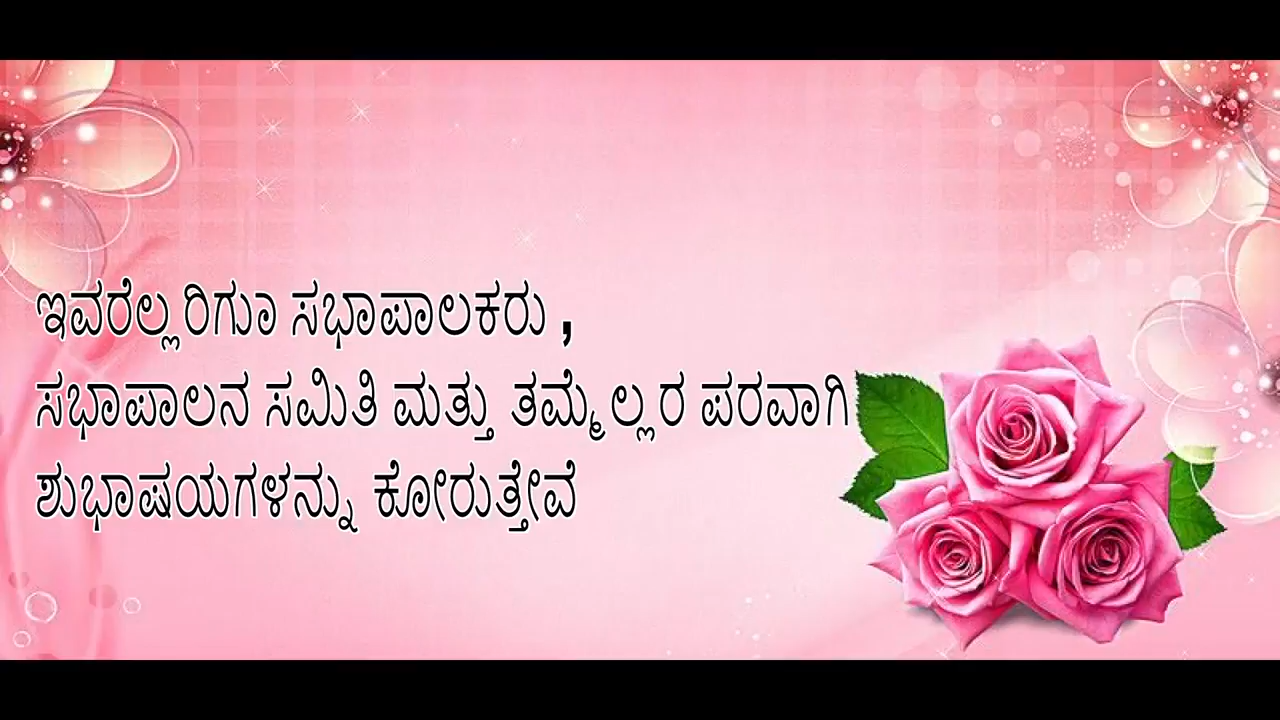 ಇವರೆಲ್ಲರಿಗೂ ಸಭಾಪಾಲಕರು ,
ಸಭಾಪಾಲನ ಸಮಿತಿ ಮತ್ತು ತಮ್ಮೆಲ್ಲರ ಪರವಾಗಿ
ಶುಭಾಷಯಗಳನ್ನು ಕೋರುತ್ತೇವೆ